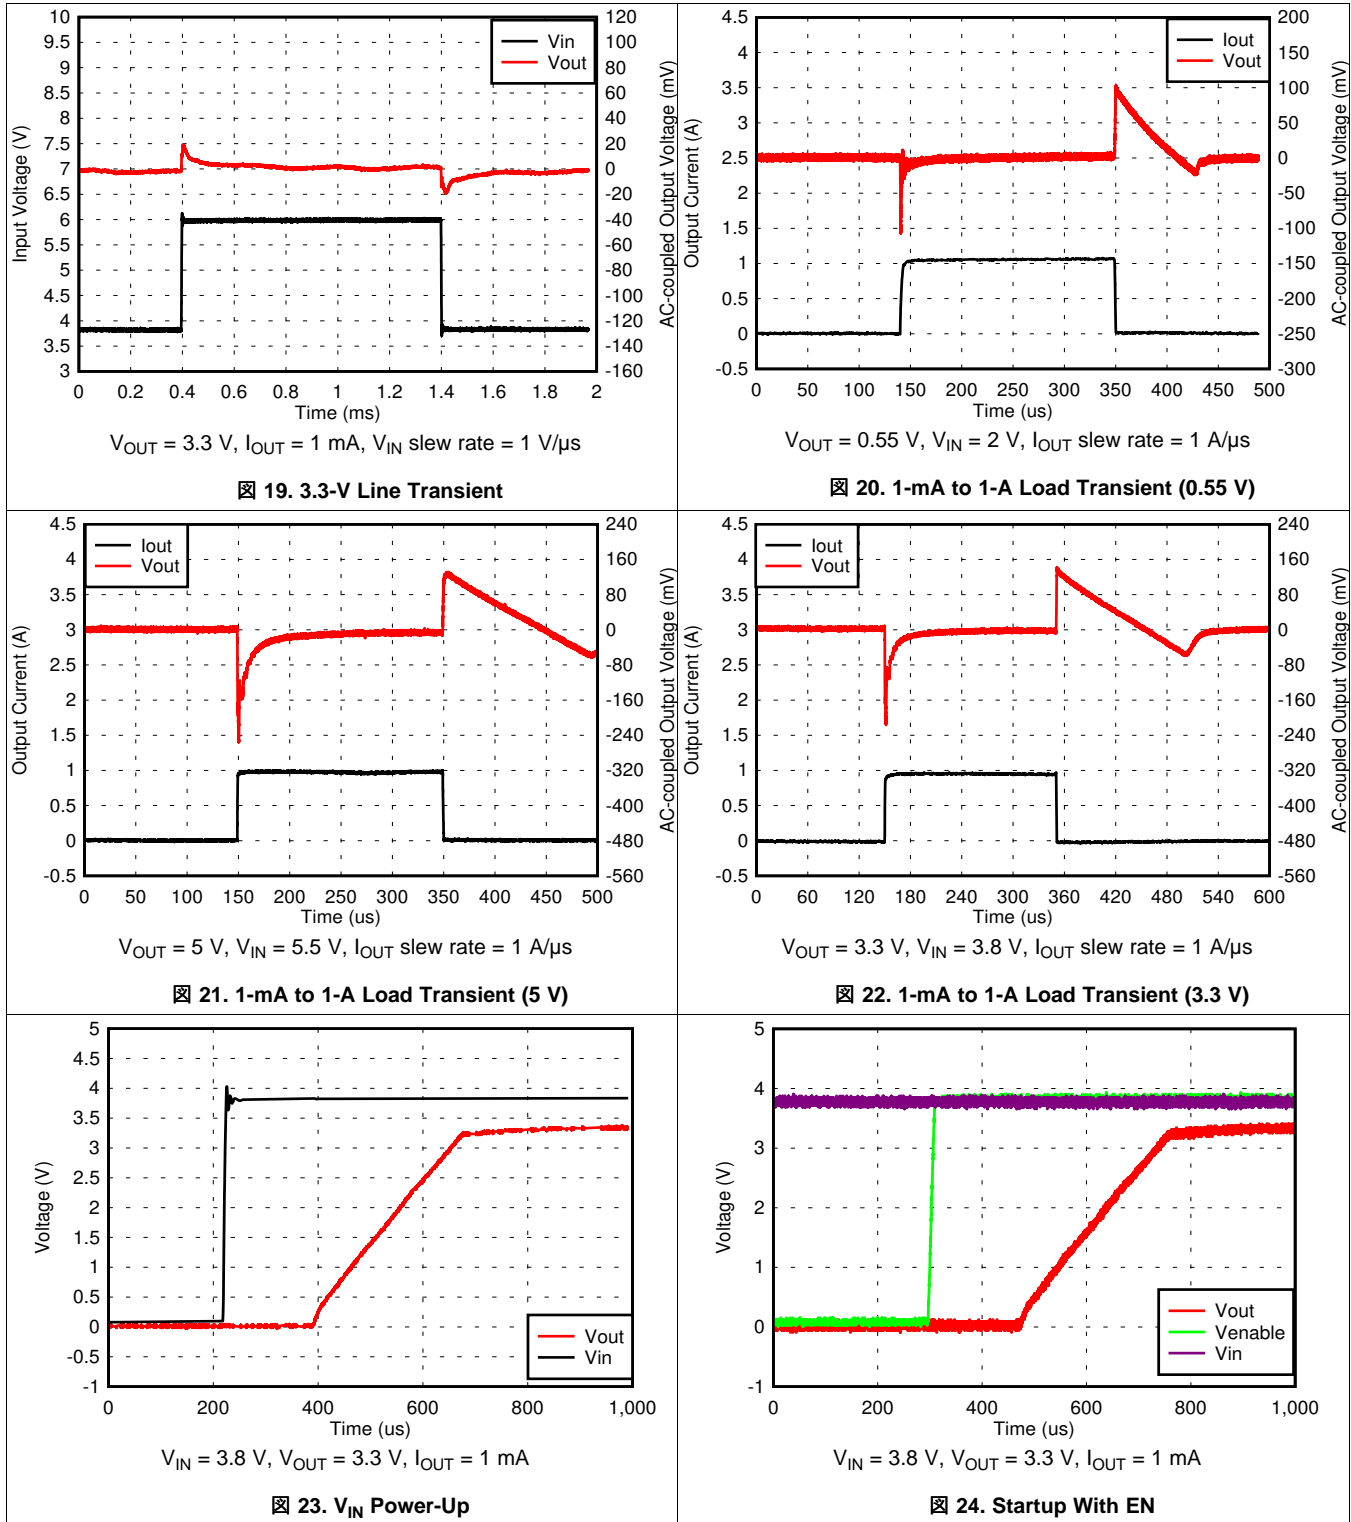 10
9.5
9
8.5
8
7.5
7
6.5
6
5.5
5
4.5
4
3.5
3
Input Voltage (V)
120
100
80
60
40
20
0
-20
-40
-60
-80
-100
-120
-140
-160
AC-coupled Output Voltage (mV)
Vin
Vout
0 0.2 0.4 0.6 0.8 1 1.2 1.4 1.6 1.8 2
Time (ms)
VOUT = 3.3 V, IOUT = 1 mA, VIN slew rate = 1 V/µs
図 19. 3.3-V Line Transient
4.5
4
3.5
3
2.5
2
1.5
1
0.5
0
-0.5
Output Current (A)
200
150
100
50
0
-50
-100
-150
-200
-250
-300
AC-coupled Output Voltage (mV)
Iout
Vout
0 50 100 150 200 250 300 350 400 450 500
Time (us)
VOUT = 0.55 V, VIN = 2 V, IOUT slew rate = 1 A/µs
図 20. 1-mA to 1-A Load Transient (0.55 V)
4.5
4
3.5
3
2.5
2
1.5
1
0.5
0
-0.5
Output Current (A)
240
160
80
0
-80
-160
-240
-320
-400
-480
-560
AC-coupled Output Voltage (mV)
Iout
Vout
0 50 100 150 200 250 300 350 400 450 500
Time (us)
VOUT = 5 V, VIN = 5.5 V, IOUT slew rate = 1 A/µs
図 21. 1-mA to 1-A Load Transient (5 V)
4.5
4
3.5
3
2.5
2
1.5
1
0.5
0
-0.5
Output Current (A)
240
160
80
0
-80
-160
-240
-320
-400
-480
-560
AC-coupled Output Voltage (mV)
Iout
Vout
0 60 120 180 240 300 360 420 480 540 600
Time (us)
VOUT = 3.3 V, VIN = 3.8 V, IOUT slew rate = 1 A/µs
図 22. 1-mA to 1-A Load Transient (3.3 V)
5
4.5
4
3.5
3
2.5
2
1.5
1
0.5
0
-0.5
-1
Voltage (V)
Vout
Vin
0 200 400 600 800 1,000
Time (us)
VIN = 3.8 V, VOUT = 3.3 V, IOUT = 1 mA
図 23. VIN Power-Up
5
4
3
2
1
0
-1
Voltage (V)
Vout
Venable
Vin
0 200 400 600 800 1,000
Time (us)
VIN = 3.8 V, VOUT = 3.3 V, IOUT = 1 mA
図 24. Startup With EN